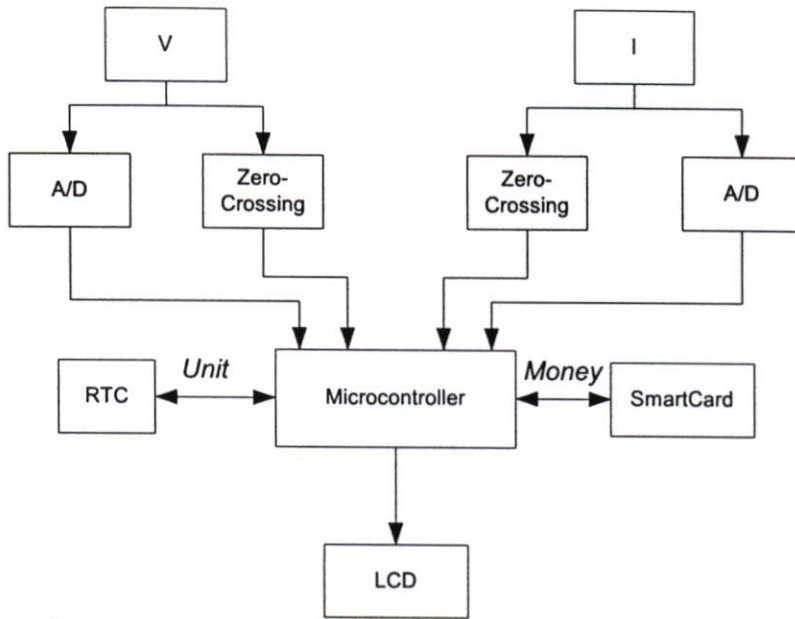 V
I
A/D
Zero-
Crossing
Zero-
Crossing
A/D
RTC
Unit
Microcontroller
Money
SmartCard
LCD